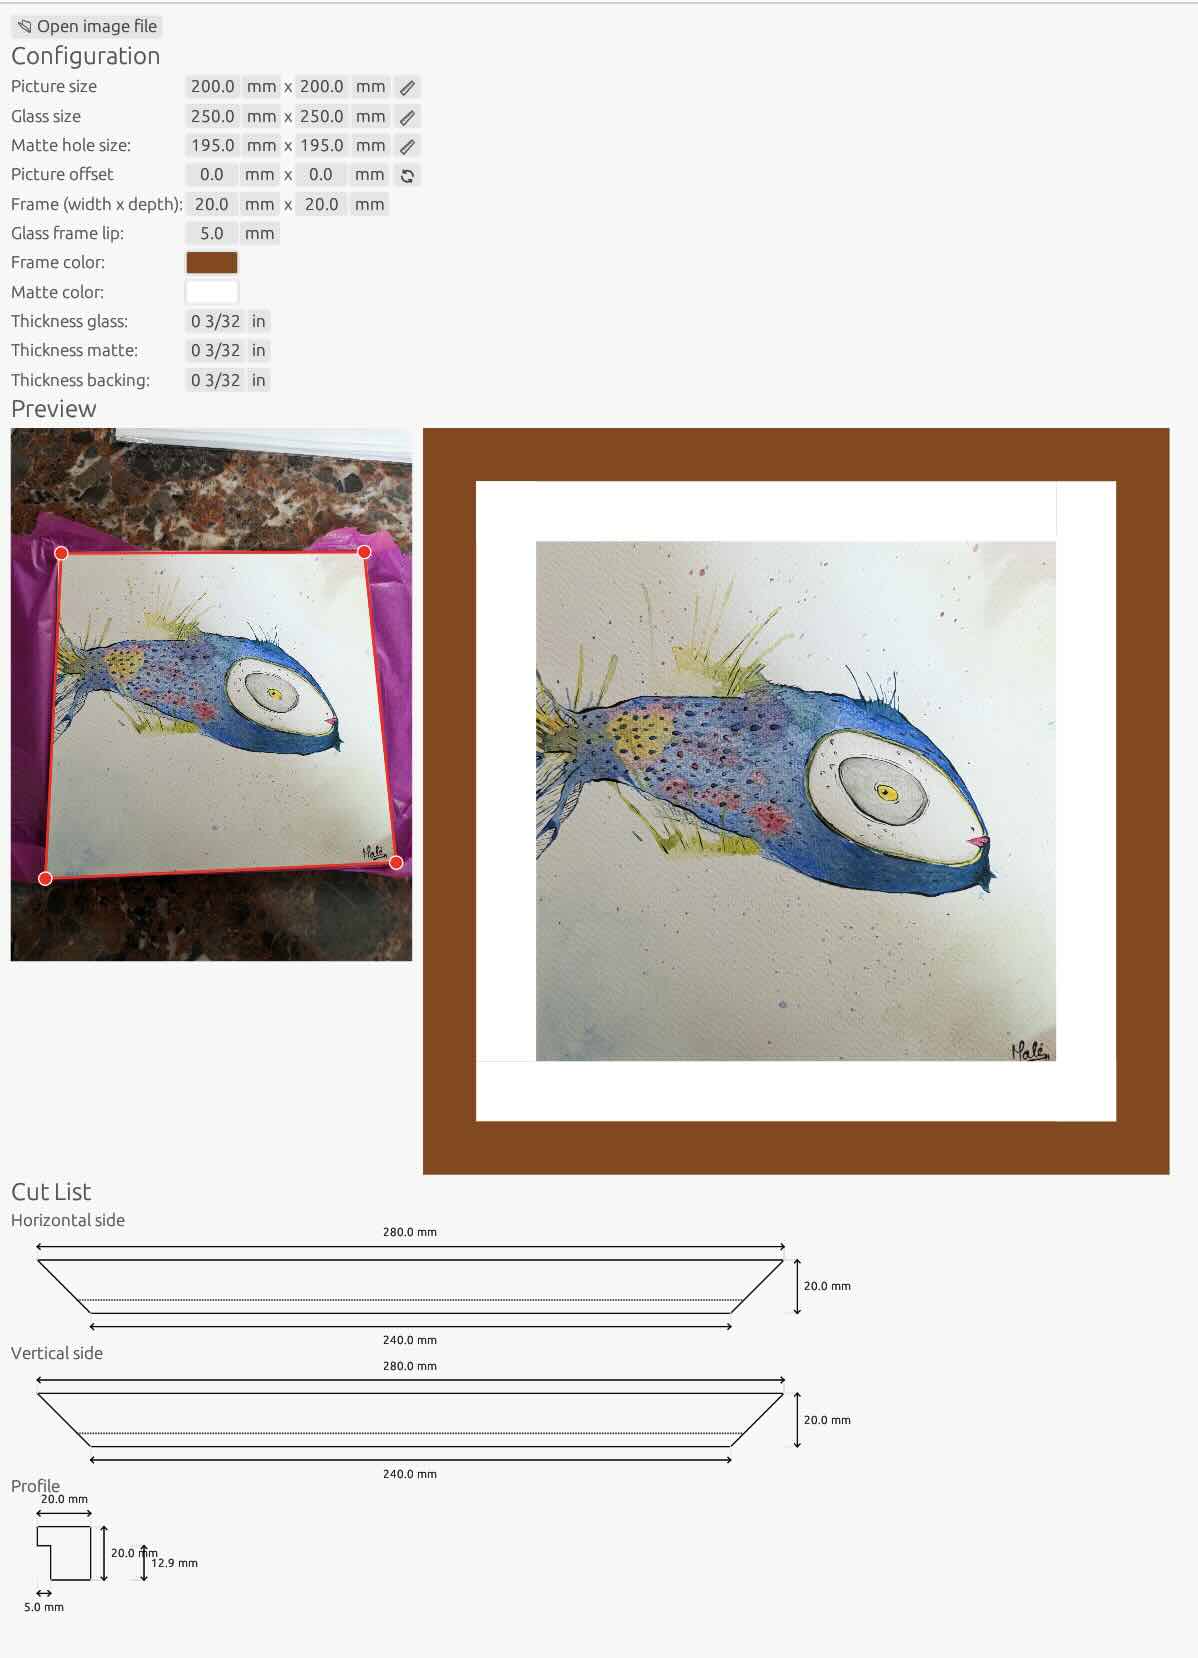 Open image file
Configuration
Picture size 200.0 mm x 200.0 mm
Glass size 250.0 mm x 250.0 mm
Matte hole size: 195.0 mm x 195.0 mm
Picture offset 0.0 mm x 0.0 mm
Frame (width x depth): 20.0 mm x 20.0 mm
Glass frame lip: 5.0 mm
Frame color:
Matte color:
Thickness glass: 0 3/32 in
Thickness matte: 0 3/32 in
Thickness backing: 0 3/32 in
Preview
Malé
Malé
Cut List
Horizontal side
280.0 mm
20.0 mm
240.0 mm
Vertical side
280.0 mm
20.0 mm
240.0 mm
Profile
20.0 mm
20.0 mm
12.9 mm
5.0 mm